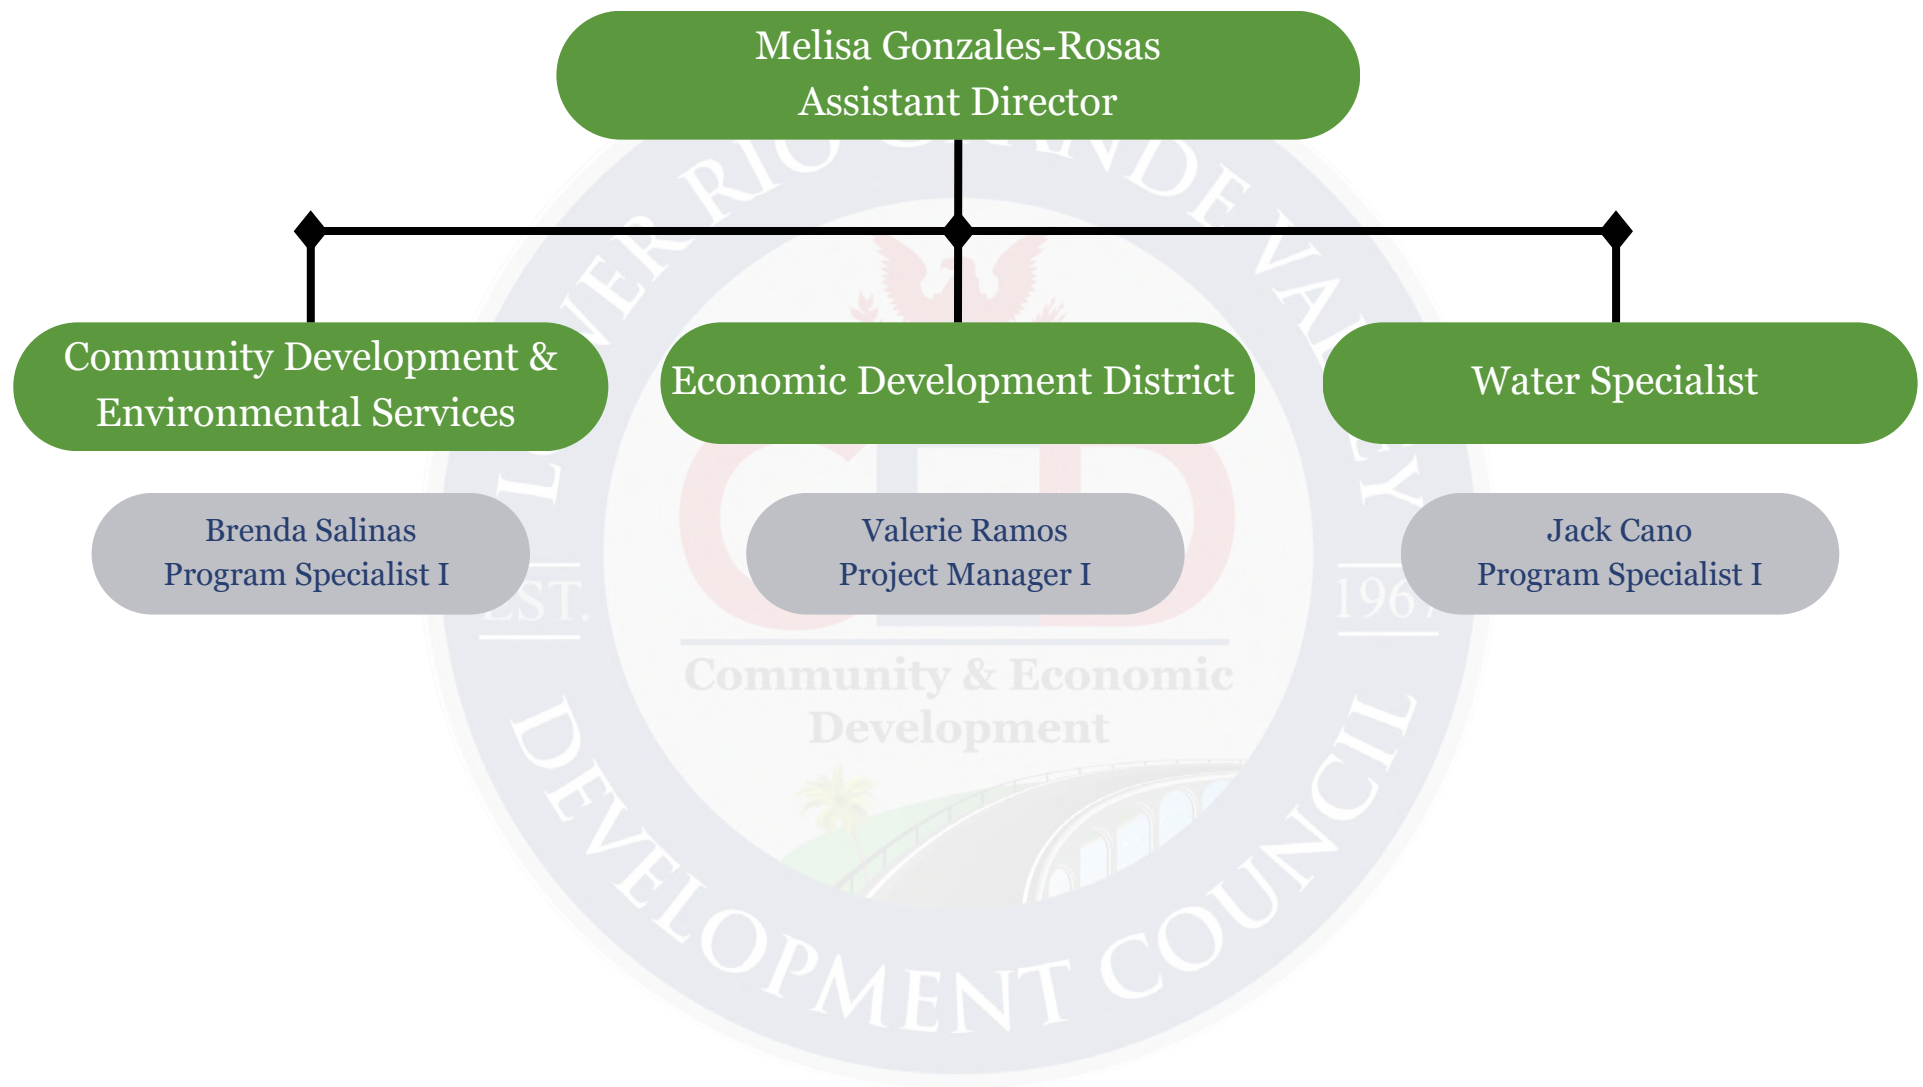 Melisa Gonzales-Rosas
Assistant Director
Community Development &
Environmental Services
Economic Development District
Water Specialist
Brenda Salinas
Program Specialist I
Valerie Ramos
Project Manager I
Jack Cano
Program Specialist I
LOWER RIO GRANDE VALLEY
CED
EST.
1967
Community & Economic
Development
DEVELOPMENT COUNCIL